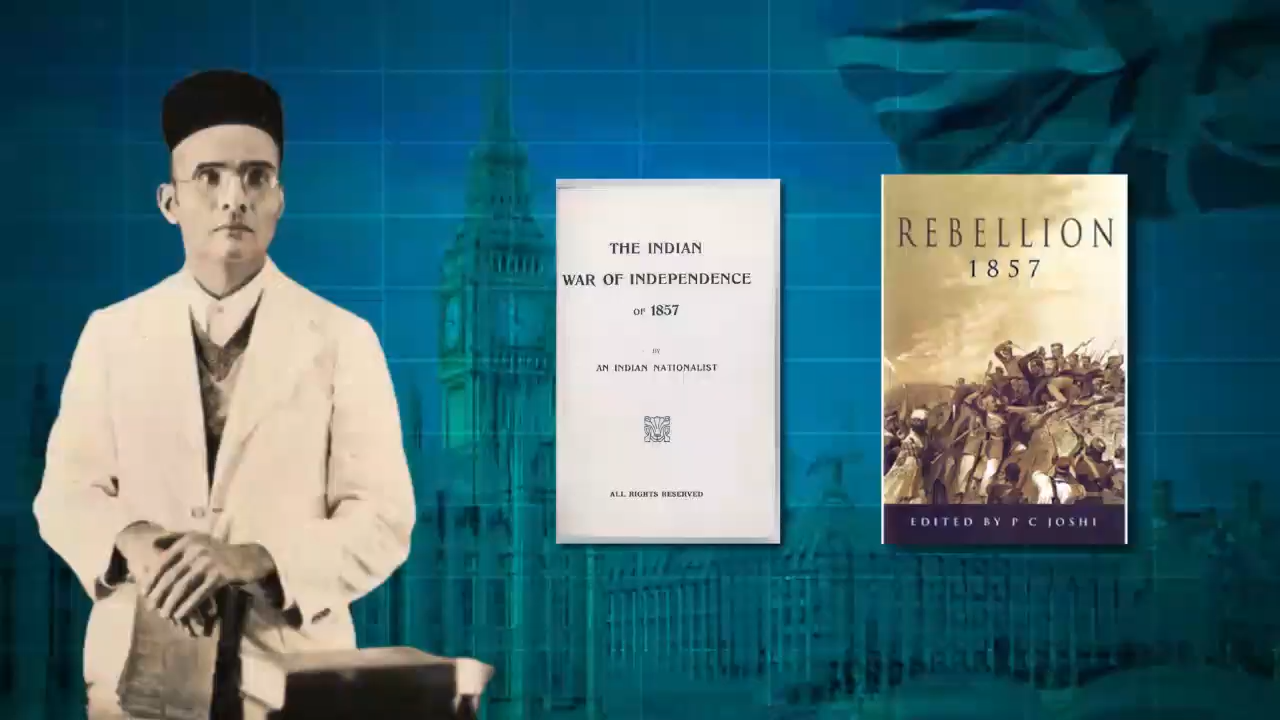 THE INDIAN
WAR OF INDEPENDENCE
OF 1857
BY
AN INDIAN NATIONALIST
ALL RIGHTS RESERVED
REBELLION
1857
EDITED BY P C JOSHI